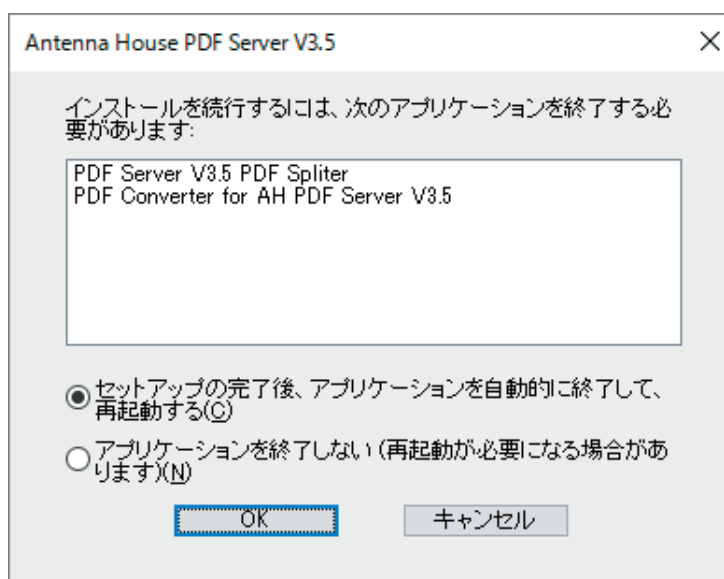 Antenna House PDF Server V3.5
インストールを続行するには、次のアプリケーションを終了する必
要があります:
PDF Server V3.5 PDF Spliter
PDF Converter for AH PDF Server V3.5
セットアップの完了後、アプリケーションを自動的に終了して、
再起動する(C)
アプリケーションを終了しない (再起動が必要になる場合があ
ります)(N)
OK
キャンセル